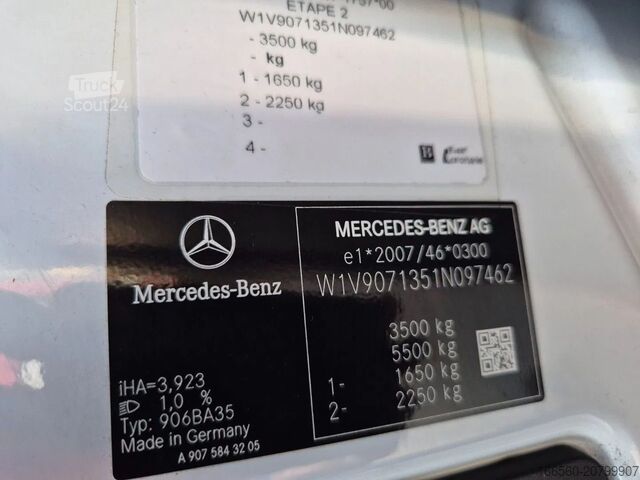 ETAPE 2
W1V9071351N097462
- 3500 kg
- kg
1 - 1650 kg
2 - 2250 kg
3 -
4 -
B
Truck
Scout24
Mercedes-Benz
MERCEDES-BENZ AG
e1*2007/46*0300
W1V9071351N097462
3500 kg
5500 kg
1- 1650 kg
2- 2250 kg
iHA=3,923
1,0 %
Typ: 906BA35
Made in Germany
A 907 584 32 05